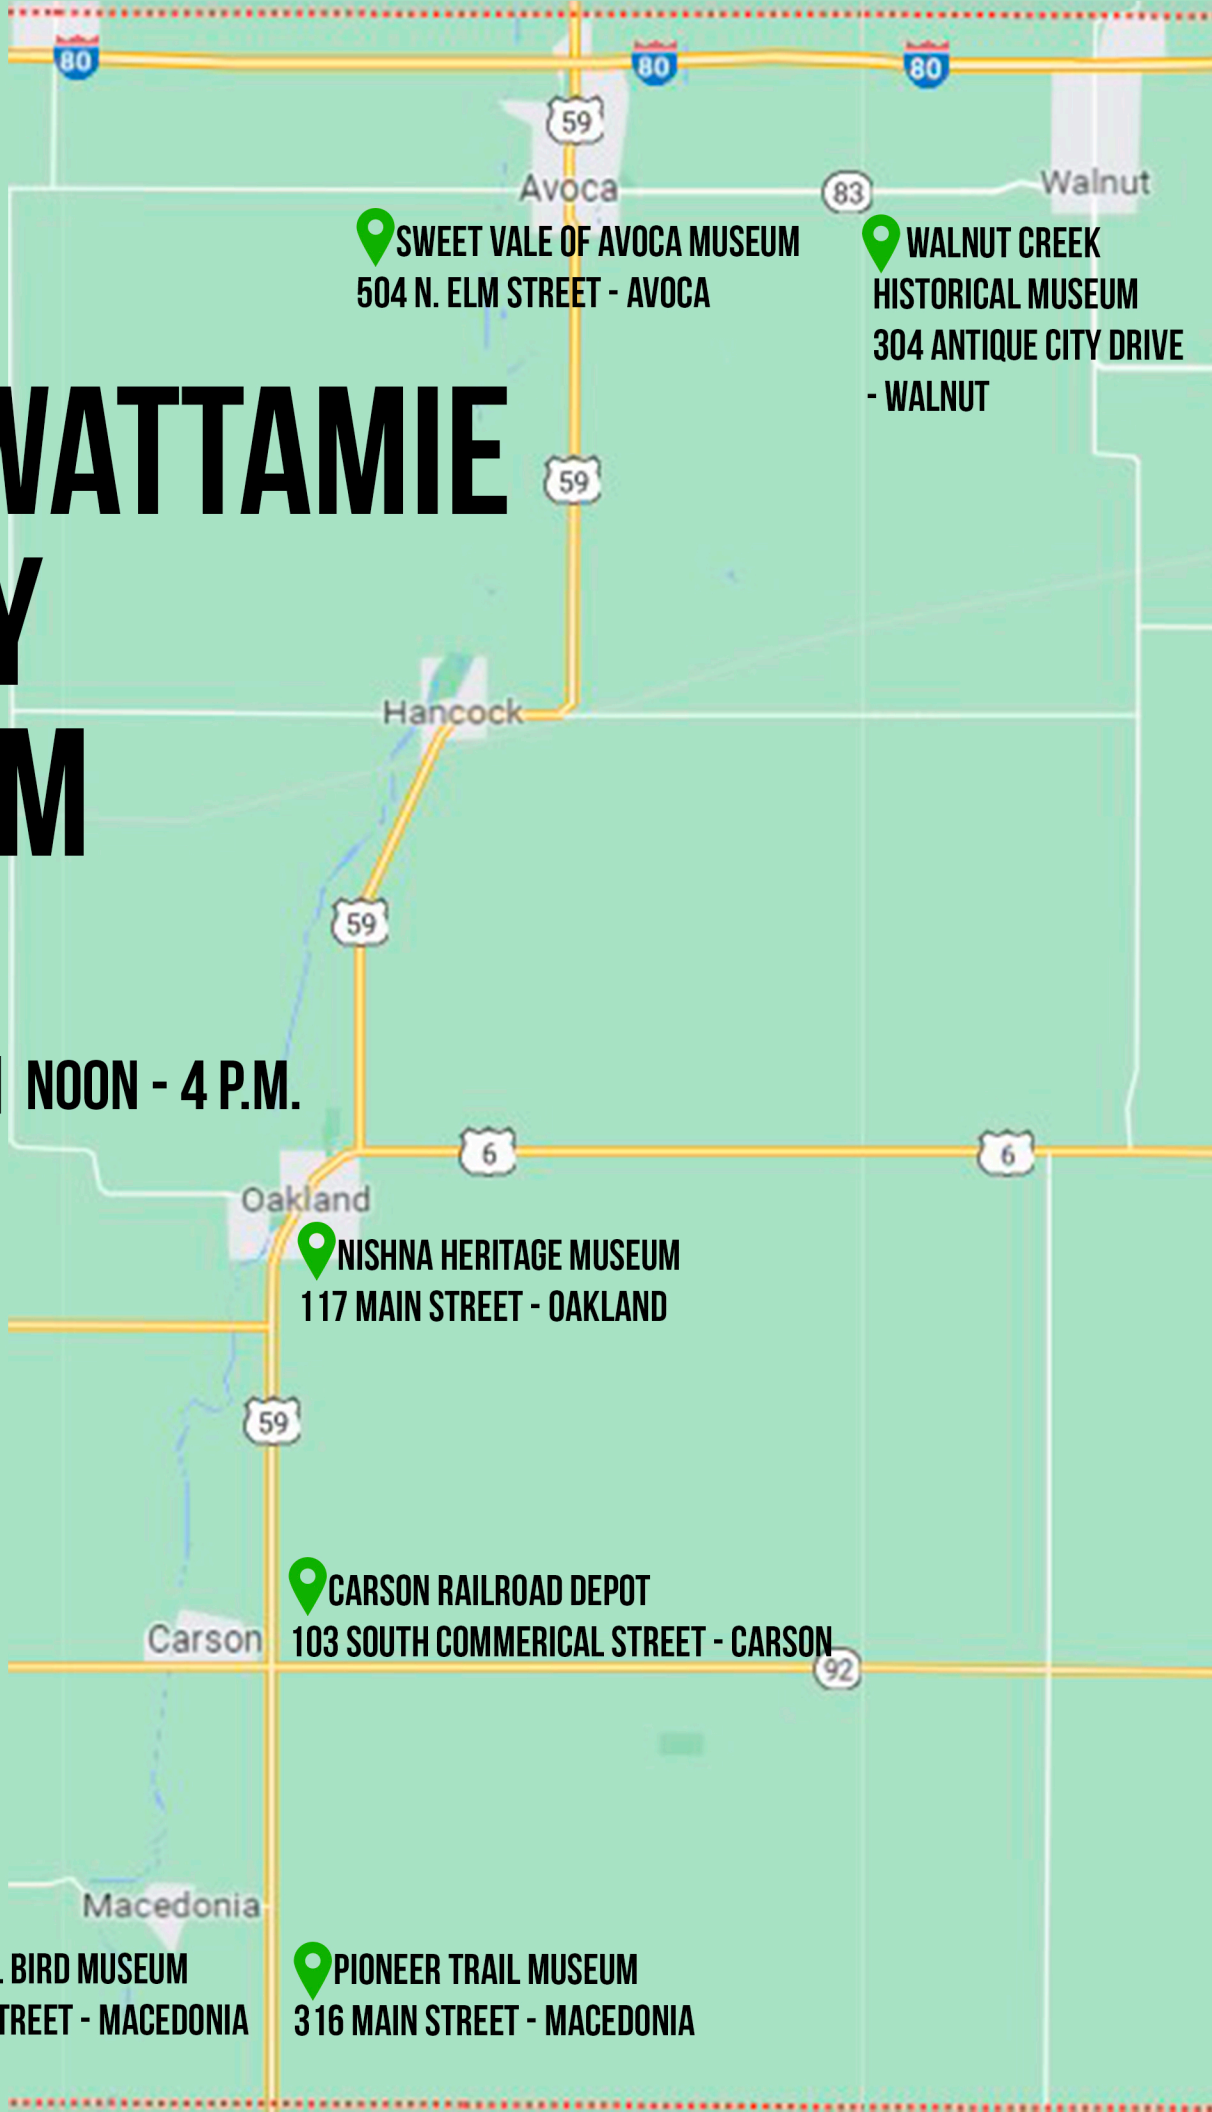 80
80
80
59
Avoca
83
Walnut
SWEET VALE OF AVOCA MUSEUM
504 N. ELM STREET - AVOCA
WALNUT CREEK
HISTORICAL MUSEUM
304 ANTIQUE CITY DRIVE
- WALNUT
WATTAMIE
59
Y
Hancock
M
59
NOON - 4 P.M.
6
6
Oakland
NISHNA HERITAGE MUSEUM
117 MAIN STREET - OAKLAND
59
CARSON RAILROAD DEPOT
103 SOUTH COMMERICAL STREET - CARSON
Carson
92
Macedonia
BIRD MUSEUM
TREET - MACEDONIA
PIONEER TRAIL MUSEUM
316 MAIN STREET - MACEDONIA